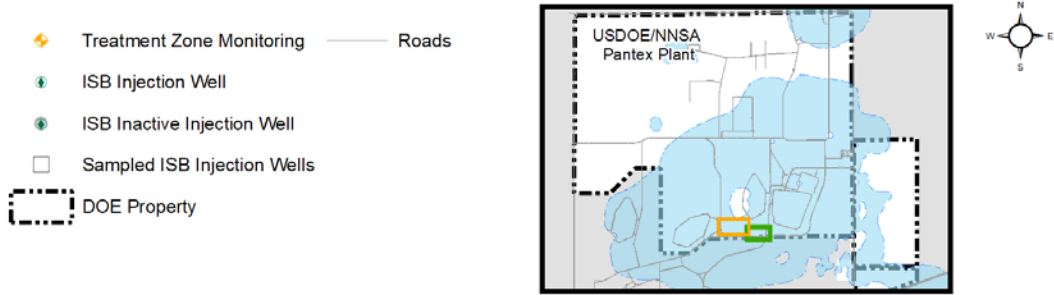 Treatment Zone Monitoring
Roads
ISB Injection Well
ISB Inactive Injection Well
Sampled ISB Injection Wells
DOE Property
USDOE/NNSA
Pantex Plant
N
W
E
S